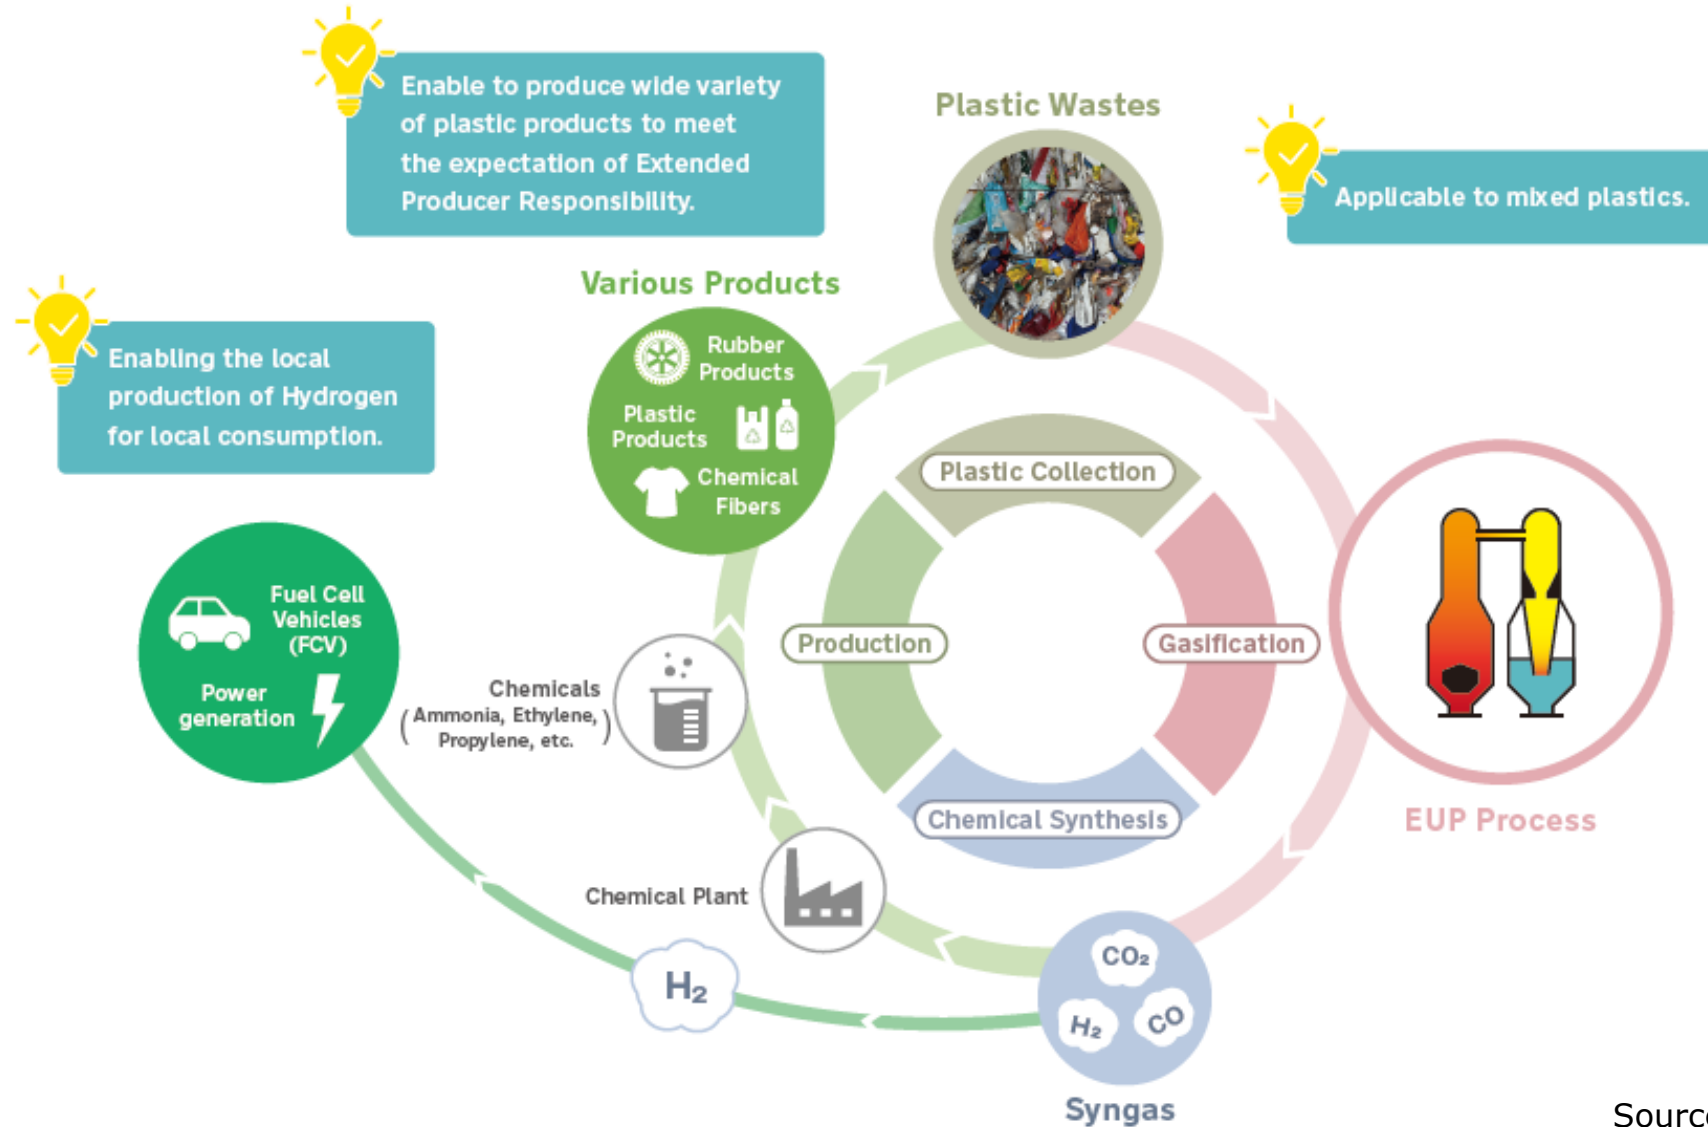 Enable to produce wide variety
of plastic products to meet
the expectation of Extended
Producer Responsibility.
Plastic Wastes
Applicable to mixed plastics.
Various Products
Rubber
Products
Plastic
Products
Chemical
Fibers
Enabling the local
production of Hydrogen
for local consumption.
Plastic Collection
Production
Gasification
Chemical Synthesis
Fuel Cell
Vehicles
(FCV)
Power
generation
Chemicals
(Ammonia, Ethylene,
Propylene, etc.)
EUP Process
Chemical Plant
H₂
CO₂
H₂
CO
Syngas